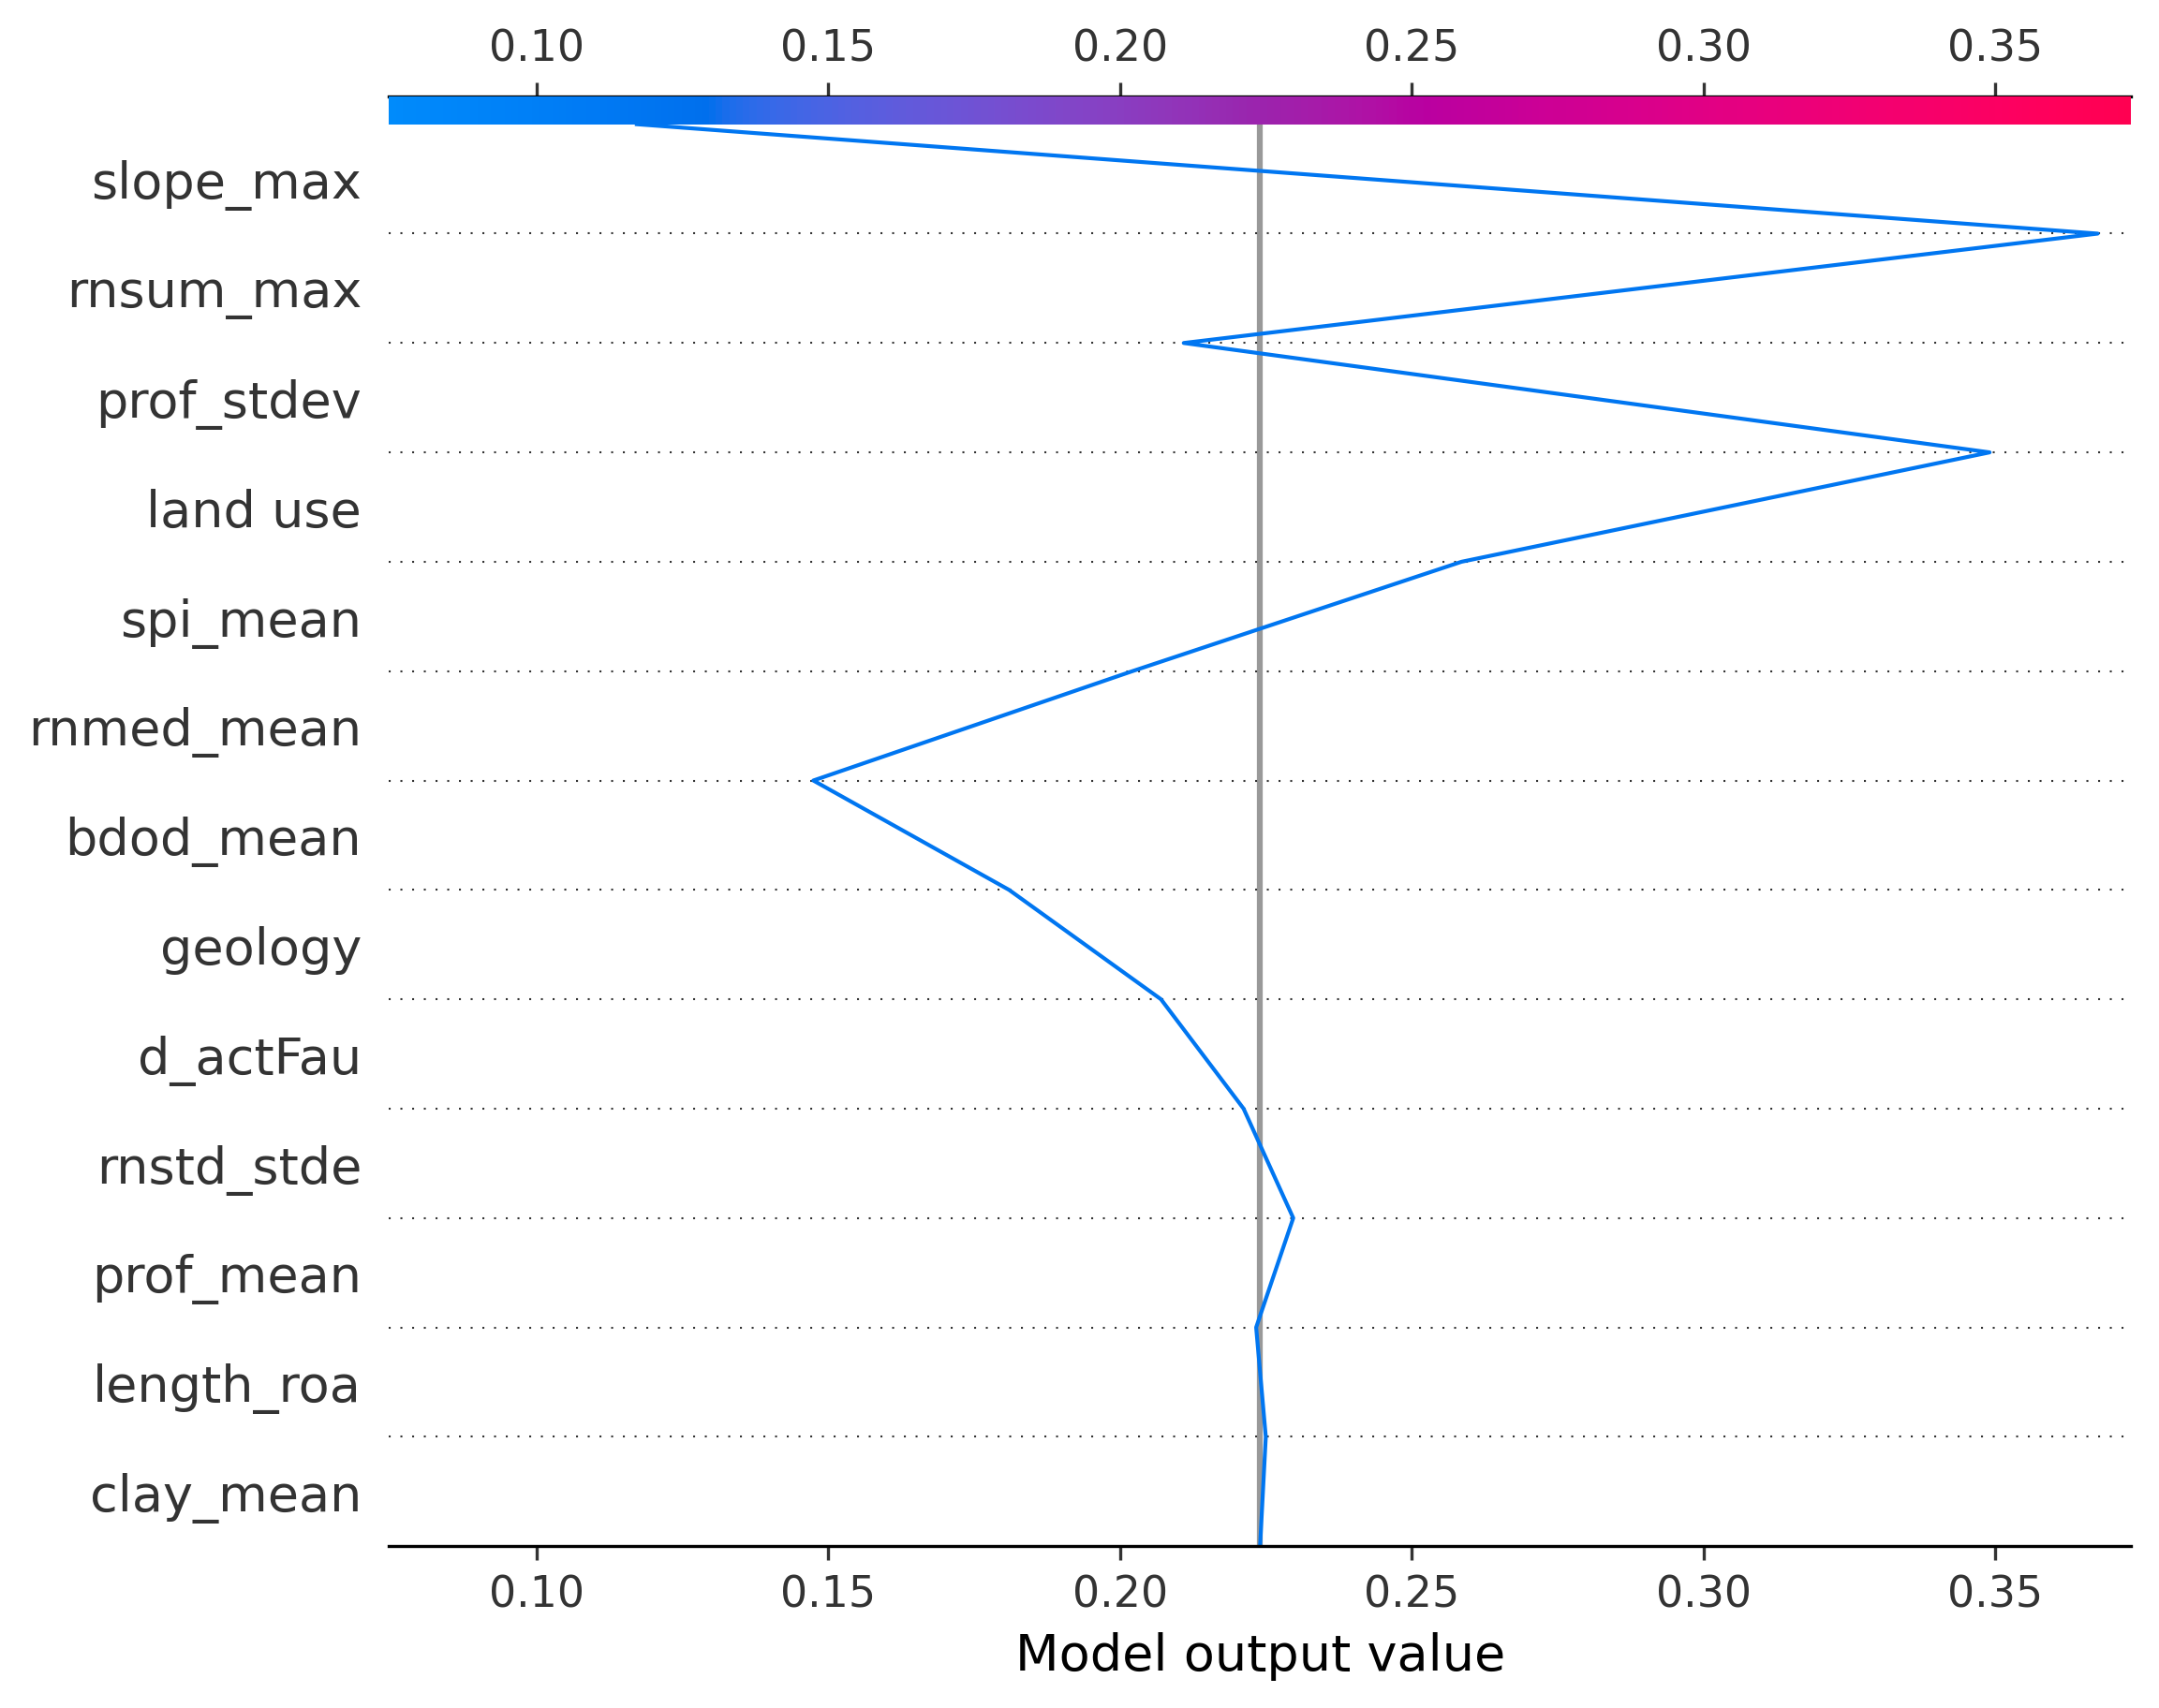 0.10 0.15 0.20 0.25 0.30 0.35
slope_max
rnsum_max
prof_stdev
land use
spi_mean
rnmed_mean
bdod_mean
geology
d_actFau
rnstd_stde
prof_mean
length_roa
clay_mean
0.10 0.15 0.20 0.25 0.30 0.35
Model output value